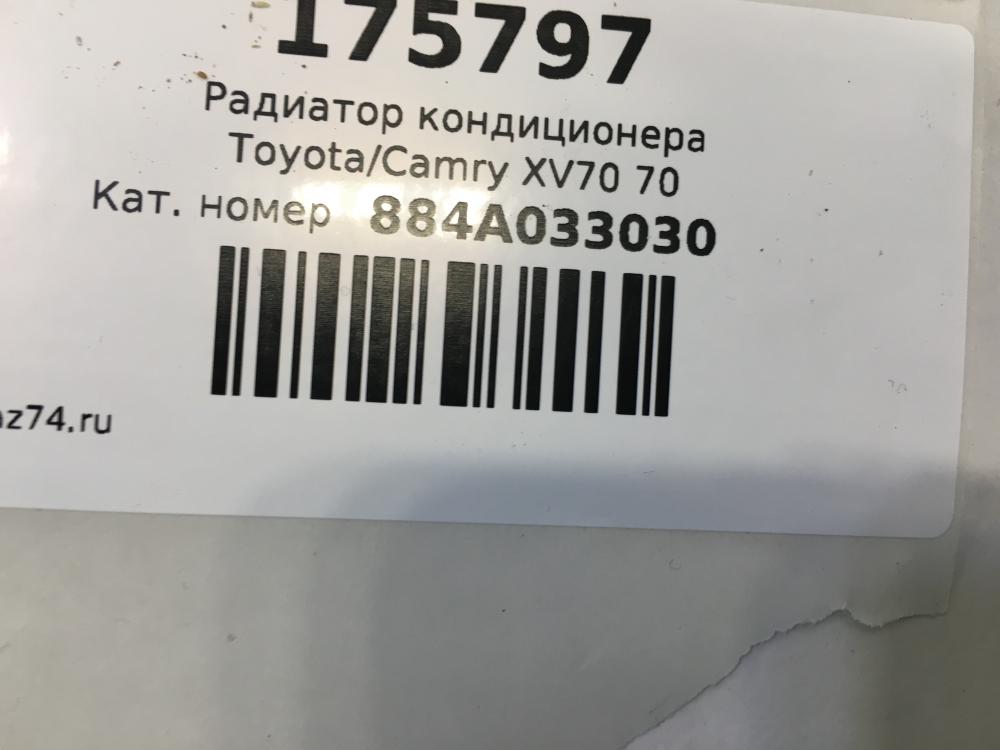 175797
Радиатор кондиционера
Toyota/Camry XV70 70
Кат. номер 884A033030
z74.ru